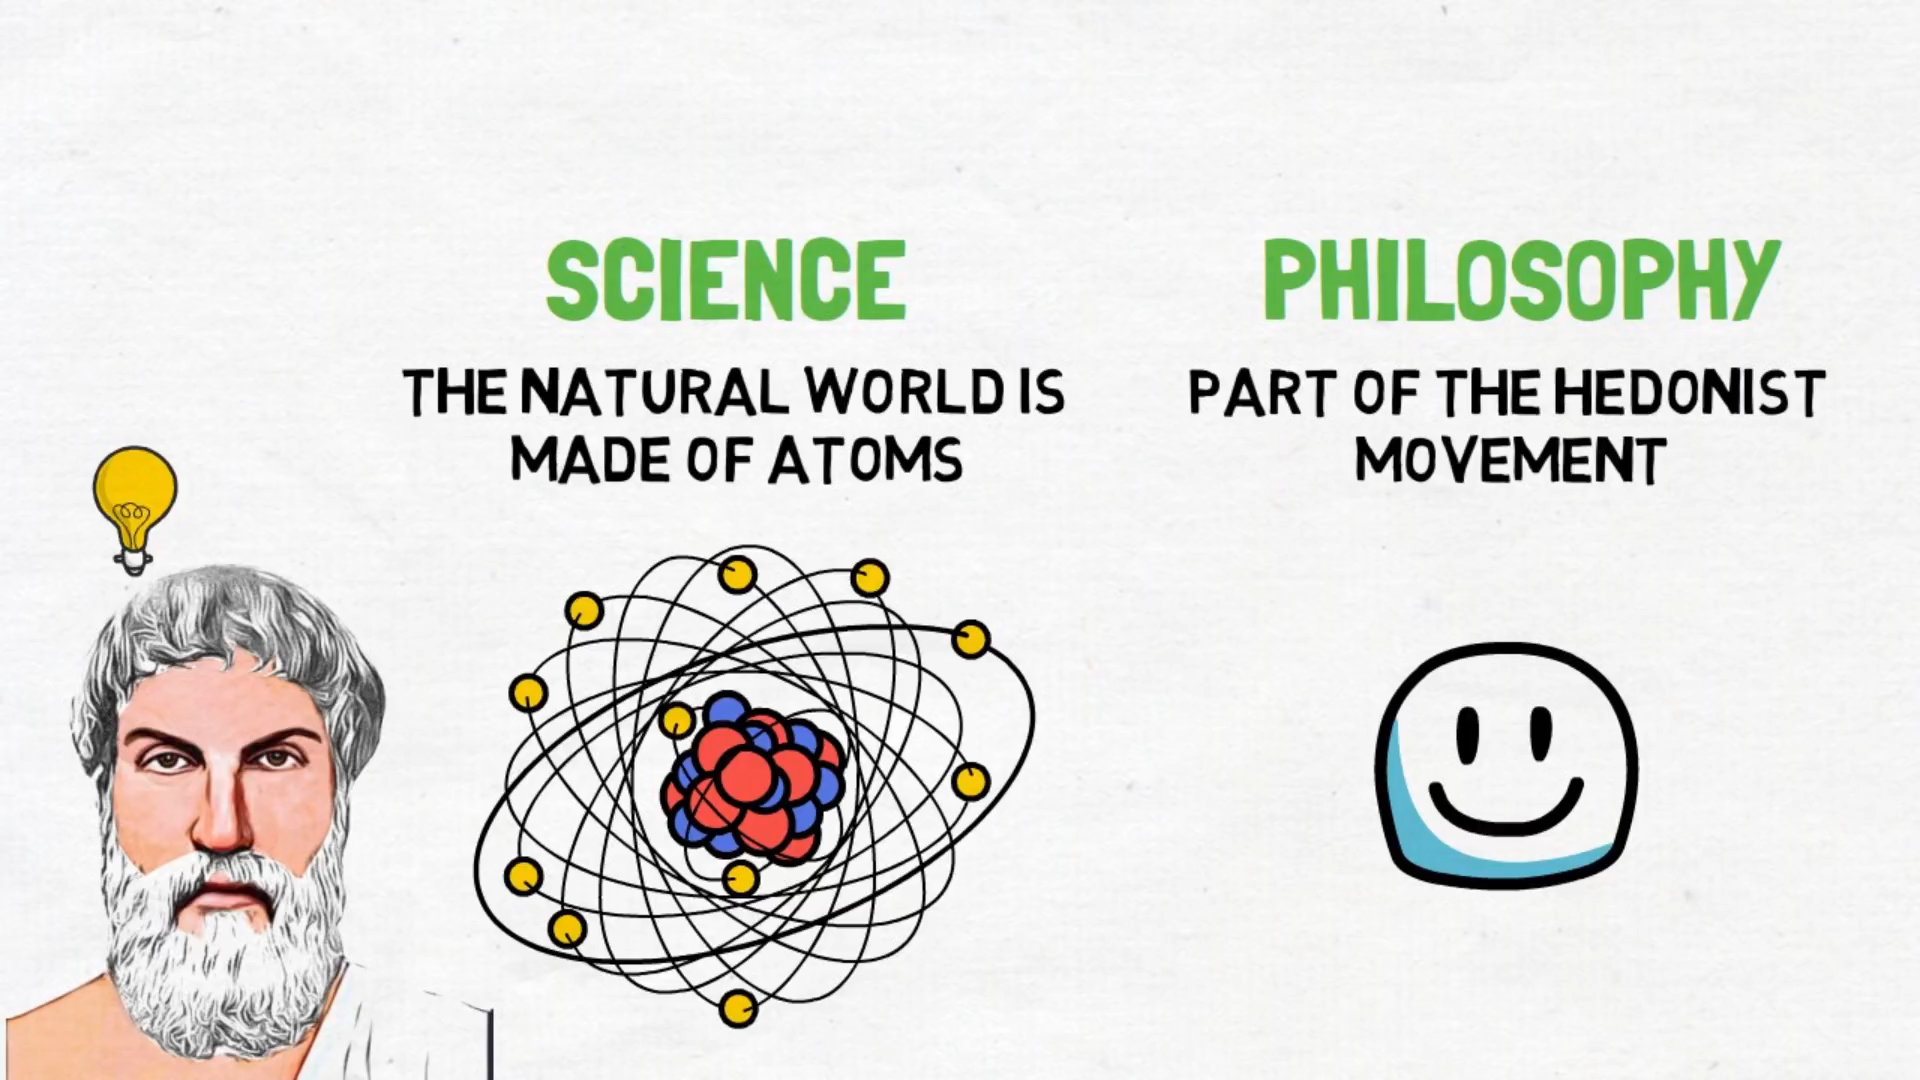 SCIENCE
THE NATURAL WORLD IS
MADE OF ATOMS
PHILOSOPHY
PART OF THE HEDONIST
MOVEMENT